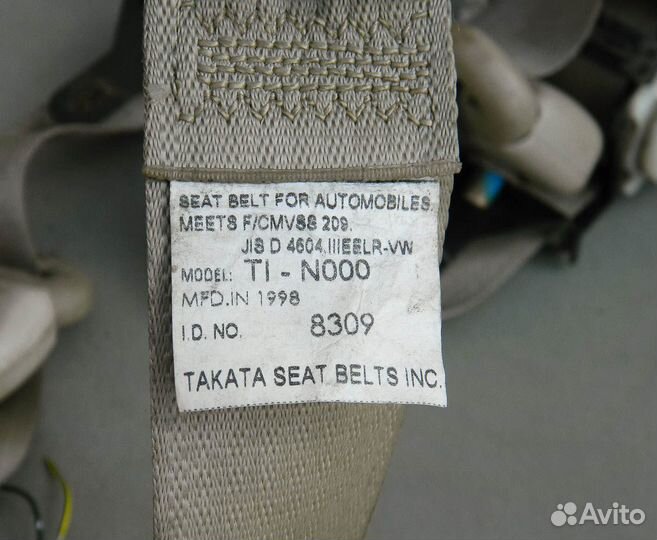 SEAT BELT FOR AUTOMOBILES.
MEETS F/CMVSS 209.
JIS D 4604,IIIEELR-VW
MODEL: TI - N000
MFD.IN 1998
I.D. NO. 8309
TAKATA SEAT BELTS INC.
Avito